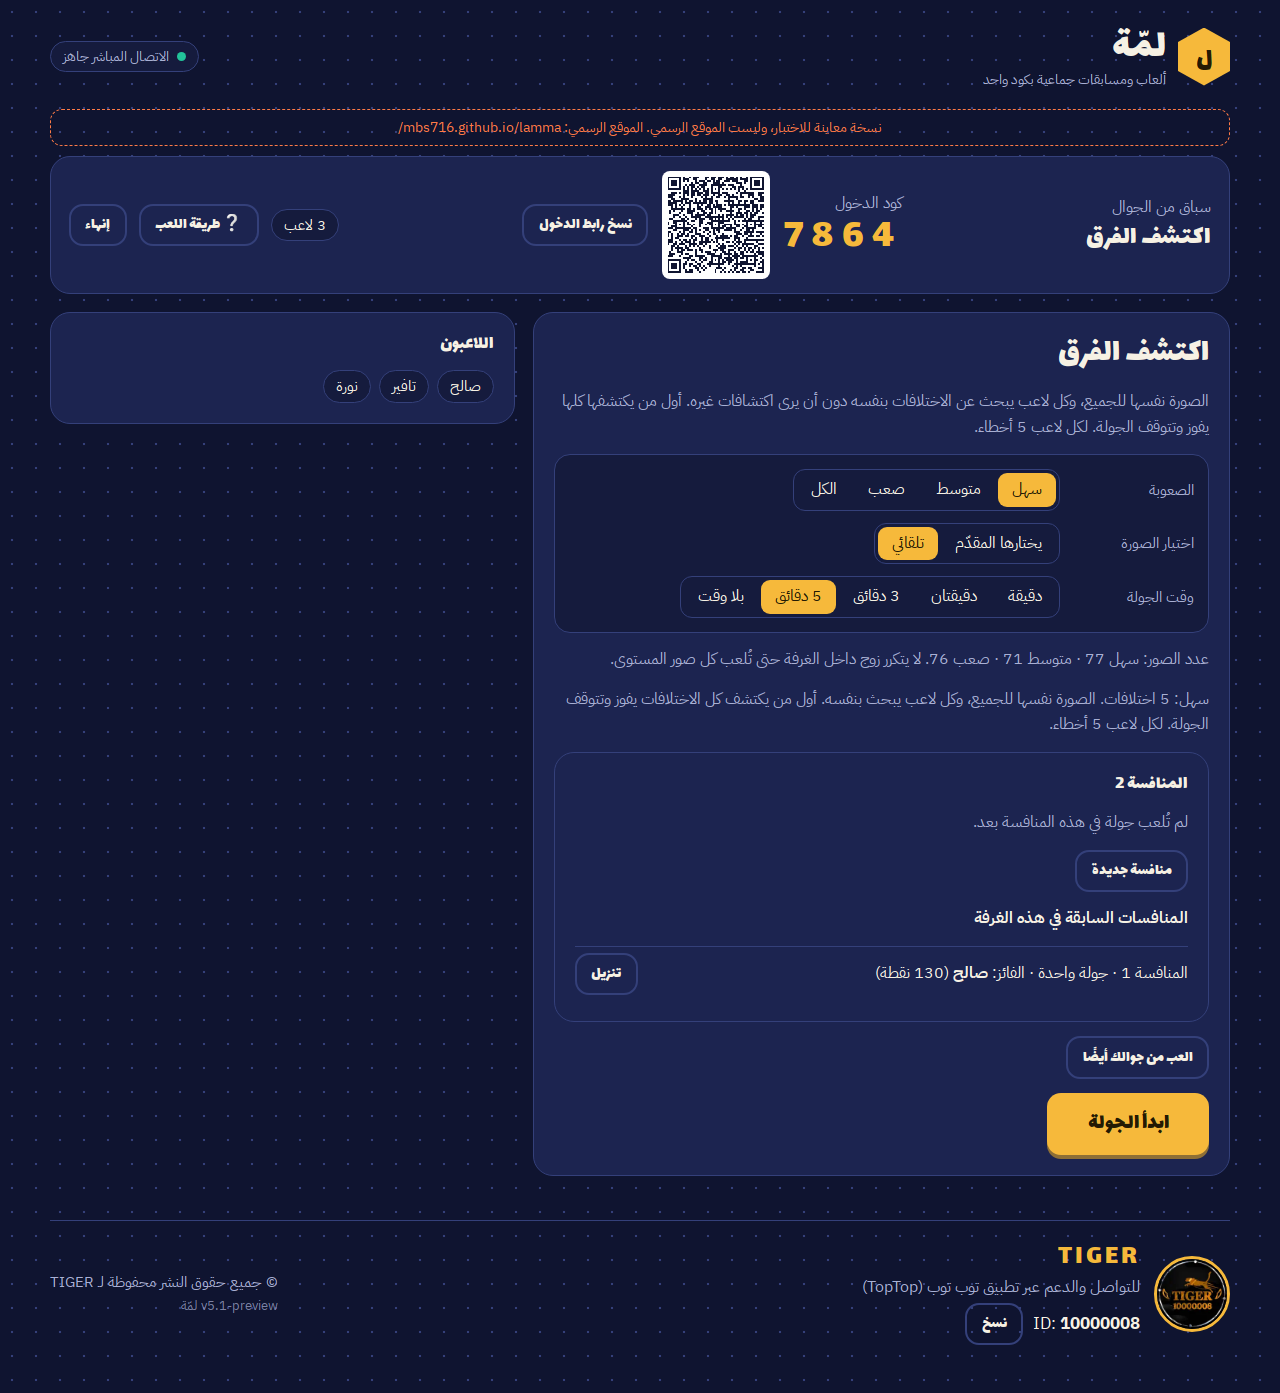 ل
لمّة
ألعاب ومسابقات جماعية بكود واحد
الاتصال المباشر جاهز
نسخة معاينة للاختبار، وليست الموقع الرسمي. الموقع الرسمي: mbs716.github.io/lamma/
سباق من الجوال
اكتشف الفرق
كود الدخول
7864
نسخ رابط الدخول
3 لاعب
❔ طريقة اللعب
إنهاء
اكتشف الفرق
الصورة نفسها للجميع، وكل لاعب يبحث عن الاختلافات بنفسه دون أن يرى اكتشافات غيره. أول من يكتشفها كلها
يفوز وتتوقف الجولة. لكل لاعب 5 أخطاء.
الصعوبة
سهل متوسط صعب الكل
اختيار الصورة
يختارها المقدّم تلقائي
وقت الجولة
دقيقة دقيقتان 3 دقائق 5 دقائق بلا وقت
عدد الصور: سهل 77 · متوسط 71 · صعب 76. لا يتكرر زوج داخل الغرفة حتى تُلعب كل صور المستوى.
سهل: 5 اختلافات. الصورة نفسها للجميع، وكل لاعب يبحث بنفسه. أول من يكتشف كل الاختلافات يفوز وتتوقف
الجولة. لكل لاعب 5 أخطاء.
المنافسة 2
لم تُلعب جولة في هذه المنافسة بعد.
منافسة جديدة
المنافسات السابقة في هذه الغرفة
المنافسة 1 · جولة واحدة · الفائز: صالح (130 نقطة)
تنزيل
العب من جوالك أيضًا
ابدأ الجولة
اللاعبون
صالح تافير نورة
TIGER
10000008
TIGER
للتواصل والدعم عبر تطبيق توب توب (TopTop)
ID: 10000008
نسخ
© جميع حقوق النشر محفوظة لـ TIGER
لمّة v5.1-preview